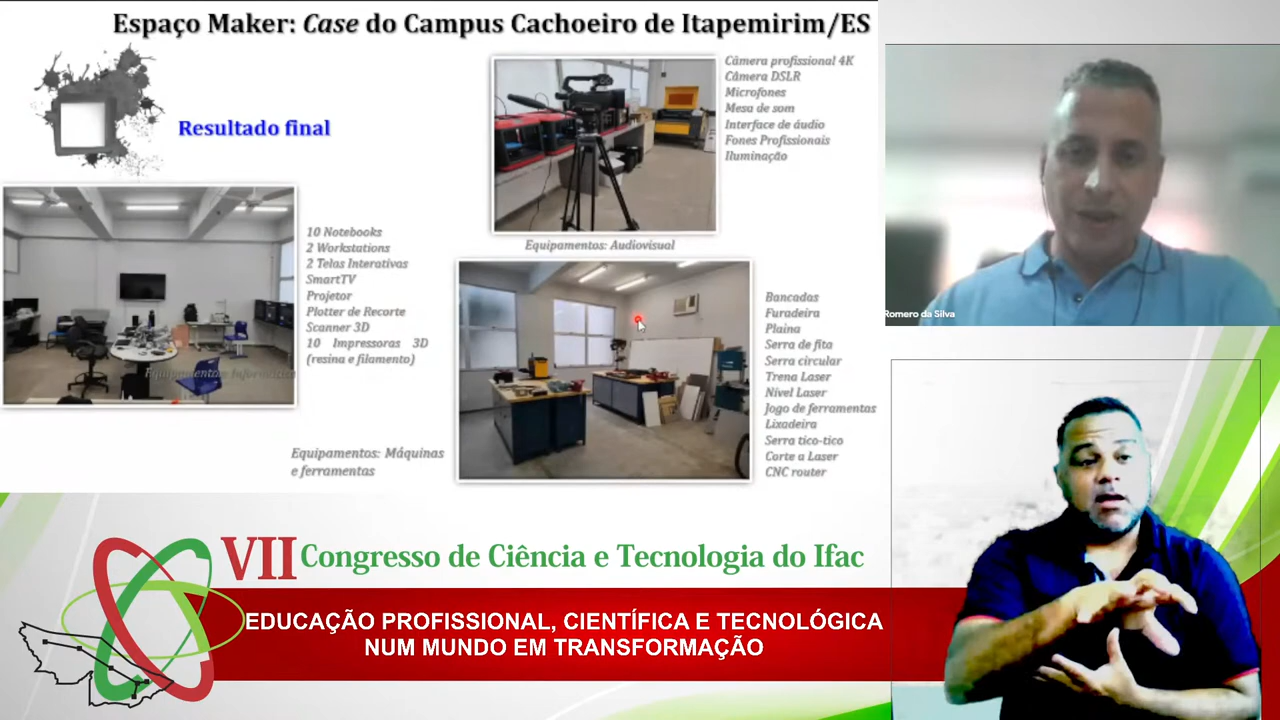 Espaço Maker: Case do Campus Cachoeiro de Itapemirim/ES
Resultado final
Câmera profissional 4K
Câmera DSLR
Microfones
Mesa de som
Interface de áudio
Fones Profissionais
Iluminação
Equipamentos: Audiovisual
10 Notebooks
2 Workstations
2 Telas Interativas
SmartTV
Projetor
Plotter de Recorte
Scanner 3D
10 Impressoras 3D
(resina e filamento)
Equipamentos: Informática
Bancadas
Furadeira
Plaina
Serra de fita
Serra circular
Trena Laser
Nível Laser
Jogo de ferramentas
Lixadeira
Serra tico-tico
Corte a Laser
CNC router
Equipamentos: Máquinas
e ferramentas
Romero da Silva
VII Congresso de Ciência e Tecnologia do Ifac
EDUCAÇÃO PROFISSIONAL, CIENTÍFICA E TECNOLÓGICA
NUM MUNDO EM TRANSFORMAÇÃO